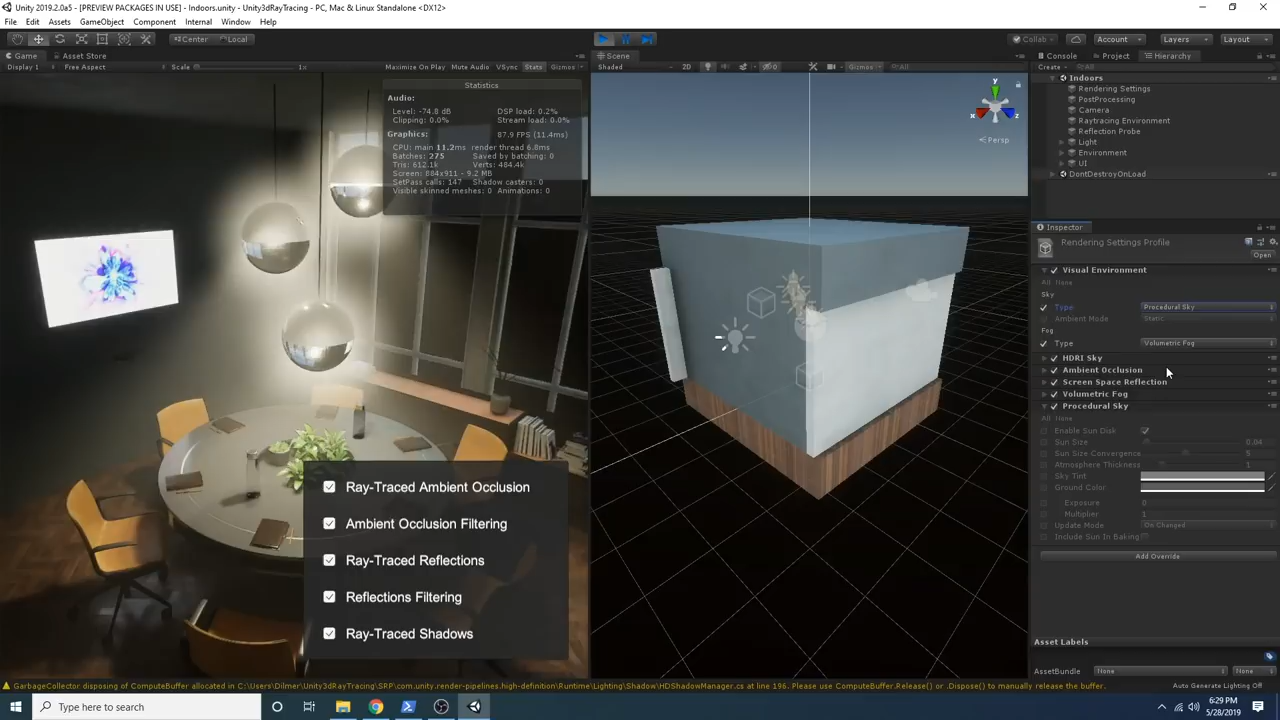 Unity 2019.2.0a5 - [PREVIEW PACKAGES IN USE] - Indoors.unity - Unity3dRayTracing - PC, Mac & Linux Standalone <DX12>
File Edit Assets GameObject Component Internal Window Help
Center Local Collab Account Layers Layout
Game Asset Store
Display 1 Free Aspect Scale 1x Maximize On Play Mute Audio VSync Stats Gizmos
Statistics
Audio:
Level: -74.8 dB DSP load: 0.2%
Clipping: 0.0% Stream load: 0.0%
Graphics: 87.9 FPS (11.4ms)
CPU: main 11.2ms render thread 6.8ms
Batches: 275 Saved by batching: 0
Tris: 612.1k Verts: 484.4k
Screen: 884x911 - 9.2 MB
SetPass calls: 147 Shadow casters: 0
Visible skinned meshes: 0 Animations: 0
Ray-Traced Ambient Occlusion
Ambient Occlusion Filtering
Ray-Traced Reflections
Reflections Filtering
Ray-Traced Shadows
Scene
Shaded 2D Gizmos All
y
x z
Persp
Console Project Hierarchy
Create All
Indoors
Rendering Settings
PostProcessing
Camera
Raytracing Environment
Reflection Probe
Light
Environment
UI
DontDestroyOnLoad
Inspector
Rendering Settings Profile
Open
Visual Environment
All None
Sky
Type Procedural Sky
Ambient Mode Static
Fog
Type Volumetric Fog
HDRI Sky
Ambient Occlusion
Screen Space Reflection
Volumetric Fog
Procedural Sky
All None
Enable Sun Disk
Sun Size 0.04
Sun Size Convergence 5
Atmosphere Thickness 1
Sky Tint
Ground Color
Exposure 0
Multiplier 1
Update Mode On Changed
Include Sun In Baking
Add Override
Asset Labels
AssetBundle None None
GarbageCollector disposing of ComputeBuffer allocated in C:\Users\Dilmer\Unity3dRayTracing\SRP\com.unity.render-pipelines.high-definition\Runtime\Lighting\Shadow\HDShadowManager.cs at line 196. Please use ComputeBuffer.Release() or .Dispose() to manually release the buffer.
Auto Generate Lighting Off
Type here to search
6:29 PM
5/28/2019